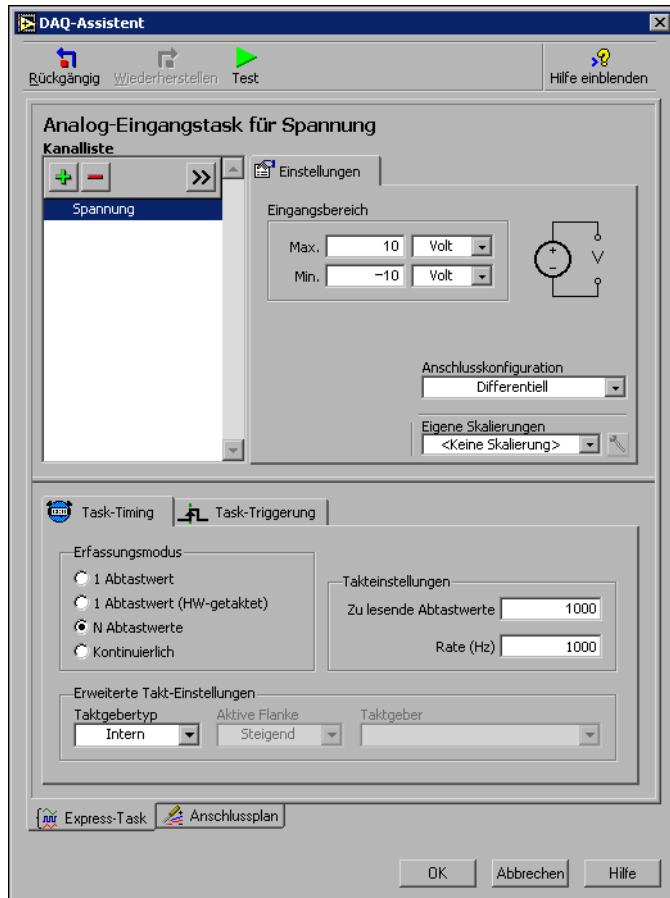 DAQ-Assistent
Rückgängig Wiederherstellen Test Hilfe einblenden
Analog-Eingangstask für Spannung
Kanalliste
Spannung
Einstellungen
Eingangsbereich
Max. 10 Volt
Min. -10 Volt
V
Anschlusskonfiguration
Differentiell
Eigene Skalierungen
<Keine Skalierung>
Task-Timing Task-Triggerung
Erfassungsmodus
1 Abtastwert
1 Abtastwert (HW-getaktet)
N Abtastwerte
Kontinuierlich
Takteinstellungen
Zu lesende Abtastwerte 1000
Rate (Hz) 1000
Erweiterte Takt-Einstellungen
Taktgebertyp Aktive Flanke Taktgeber
Intern Steigend
Express-Task Anschlussplan
OK Abbrechen Hilfe